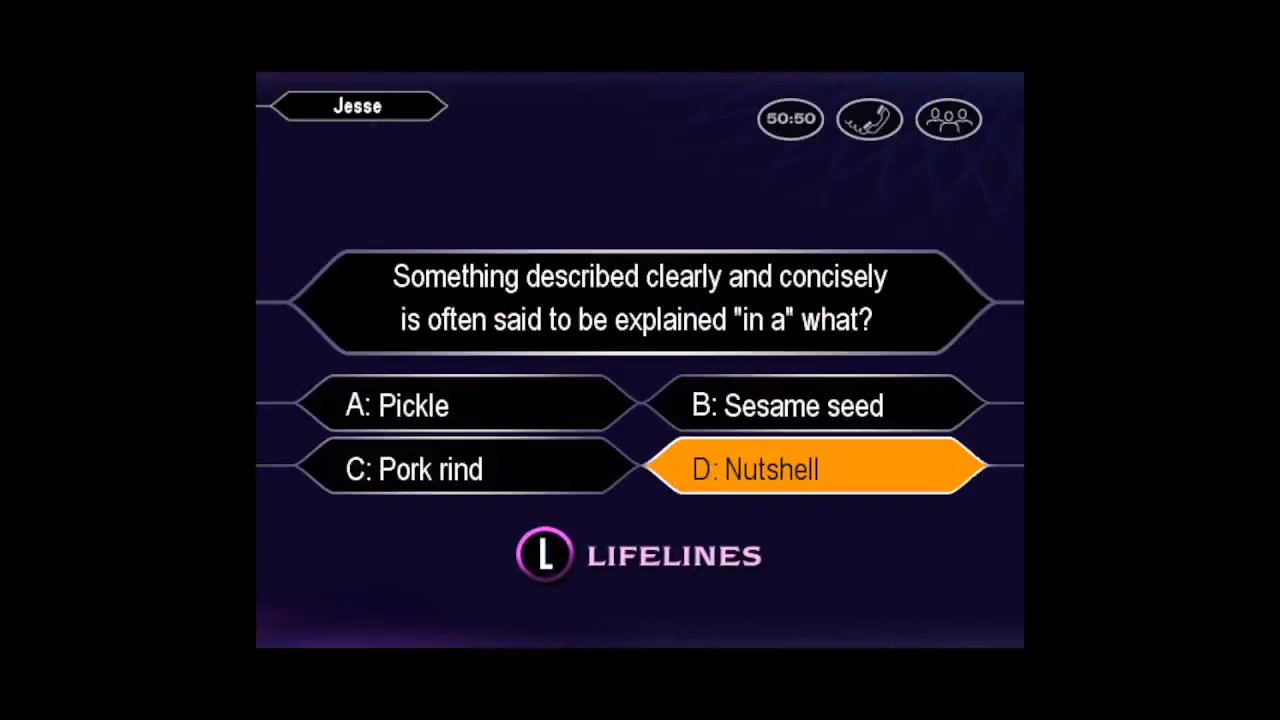 Jesse
50:50
Something described clearly and concisely
is often said to be explained "in a" what?
A: Pickle
B: Sesame seed
C: Pork rind
D: Nutshell
L LIFELINES